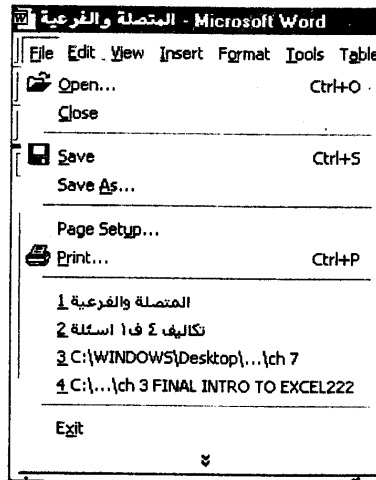 المتصلة والفرعية - Microsoft Word
File Edit View Insert Format Tools Table
Open... Ctrl+O
Close
Save Ctrl+S
Save As...
Page Setup...
Print... Ctrl+P
1 المتصلة والفرعية
2 تكاليف ٤ ف١ اسئلة
3 C:\WINDOWS\Desktop\...\ch 7
4 C:\...\ch 3 FINAL INTRO TO EXCEL222
Exit